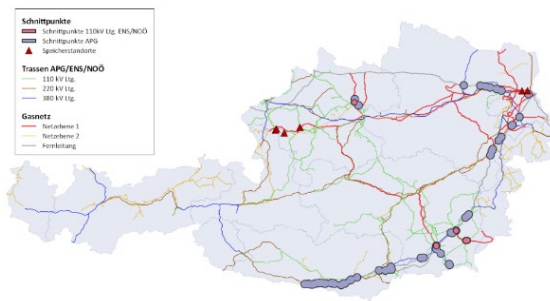 Schnittpunkte
Schnittpunkte 110kV Ltg. ENS/NOÖ
Schnittpunkte APG
Speicherstandorte
Trassen APG/ENS/NOÖ
110 kV Ltg.
220 kV Ltg.
380 kV Ltg.
Gasnetz
Netzebene 1
Netzebene 2
Fernleitung